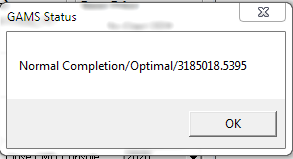 GAMS Status
Normal Completion/Optimal/3185018.5395
OK